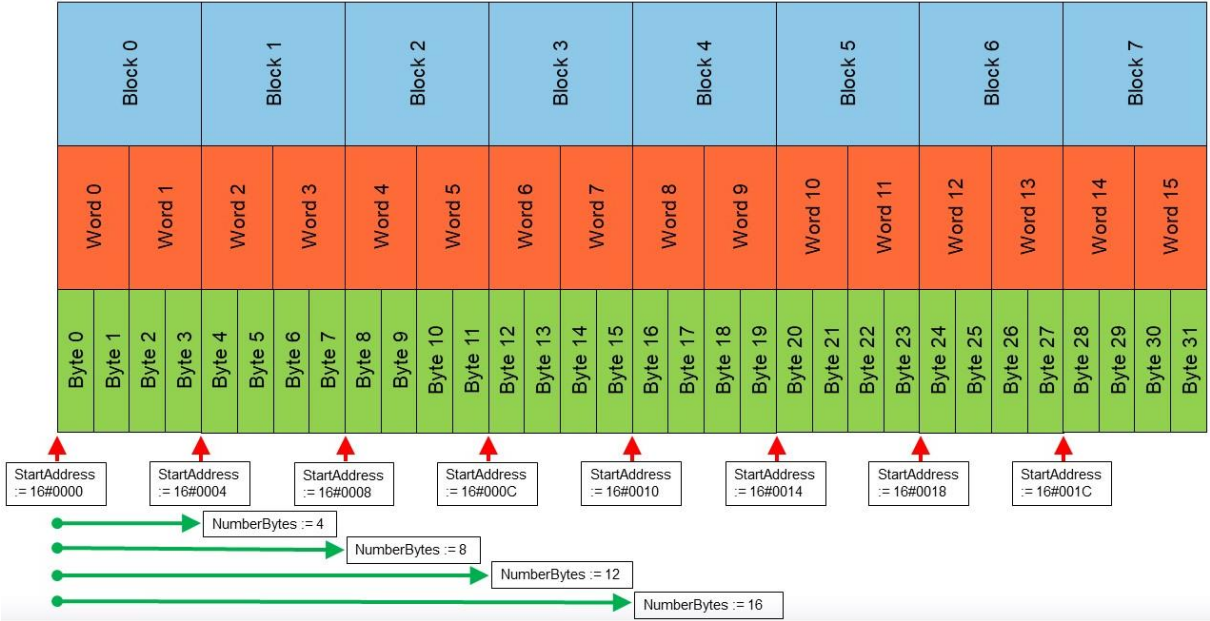 Block 0
Block 1
Block 2
Block 3
Block 4
Block 5
Block 6
Block 7
Word 0
Word 1
Word 2
Word 3
Word 4
Word 5
Word 6
Word 7
Word 8
Word 9
Word 10
Word 11
Word 12
Word 13
Word 14
Word 15
Byte 0
Byte 1
Byte 2
Byte 3
Byte 4
Byte 5
Byte 6
Byte 7
Byte 8
Byte 9
Byte 10
Byte 11
Byte 12
Byte 13
Byte 14
Byte 15
Byte 16
Byte 17
Byte 18
Byte 19
Byte 20
Byte 21
Byte 22
Byte 23
Byte 24
Byte 25
Byte 26
Byte 27
Byte 28
Byte 29
Byte 30
Byte 31
StartAddress
:= 16#0000
StartAddress
:= 16#0004
StartAddress
:= 16#0008
StartAddress
:= 16#000C
StartAddress
:= 16#0010
StartAddress
:= 16#0014
StartAddress
:= 16#0018
StartAddress
:= 16#001C
NumberBytes := 4
NumberBytes := 8
NumberBytes := 12
NumberBytes := 16